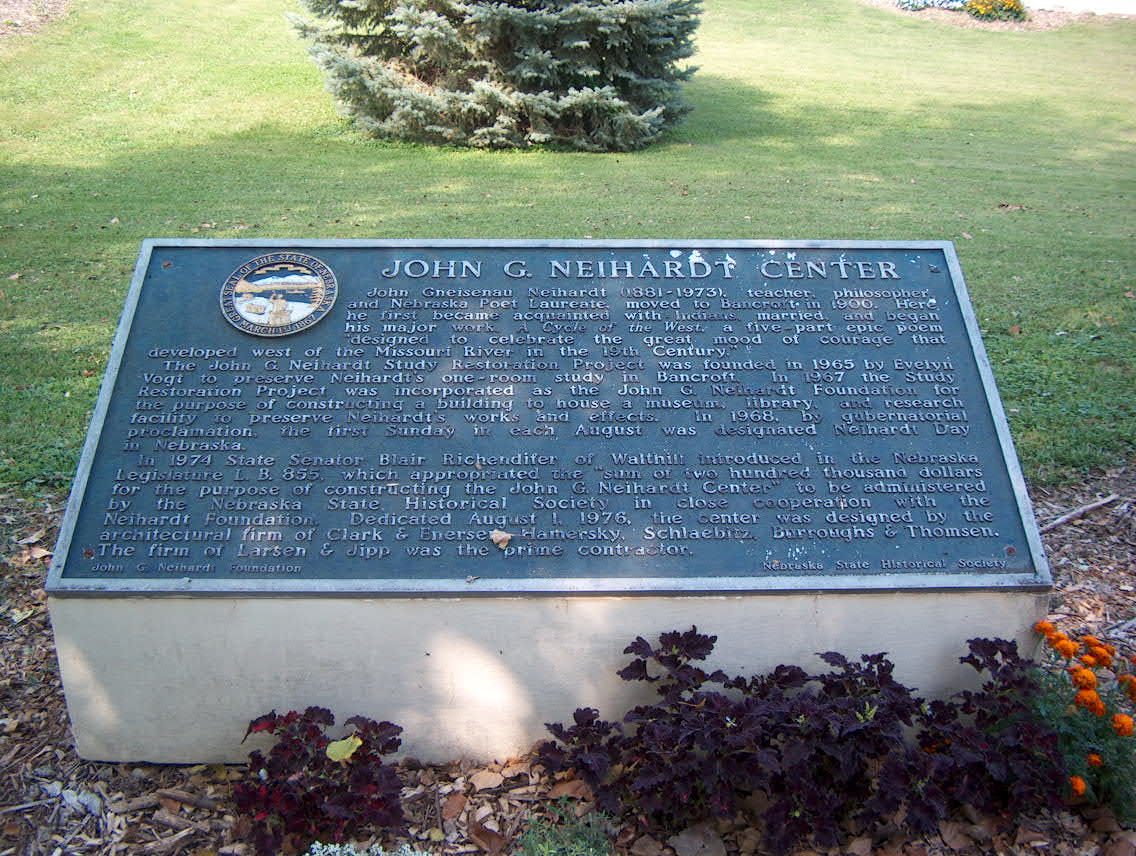 GREAT SEAL OF THE STATE OF NEBRASKA
MARCH 1ST 1867
JOHN G. NEIHARDT CENTER
John Gneisenau Neihardt (1881-1973), teacher, philosopher,
and Nebraska Poet Laureate, moved to Bancroft in 1900. Here
he first became acquainted with Indians, married, and began
his major work, A Cycle of the West, a five-part epic poem
"designed to celebrate the great mood of courage that
developed west of the Missouri River in the 19th Century."
The John G. Neihardt Study Restoration Project was founded in 1965 by Evelyn
Vogt to preserve Neihardt's one-room study in Bancroft. In 1967 the Study
Restoration Project was incorporated as the John G. Neihardt Foundation for
the purpose of constructing a building to house a museum, library, and research
facility to preserve Neihardt's works and effects. In 1968, by gubernatorial
proclamation, the first Sunday in each August was designated Neihardt Day
in Nebraska.
In 1974 State Senator Blair Richendifer of Walthill introduced in the Nebraska
Legislature L. B. 855, which appropriated the "sum of two hundred thousand dollars
for the purpose of constructing the John G. Neihardt Center" to be administered
by the Nebraska State Historical Society in close cooperation with the
Neihardt Foundation. Dedicated August 1, 1976, the center was designed by the
architectural firm of Clark & Enersen, Hamersky, Schlaebitz, Burroughs & Thomsen.
The firm of Larsen & Jipp was the prime contractor.
John G. Neihardt Foundation
Nebraska State Historical Society